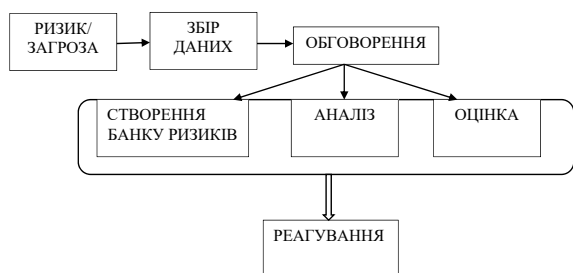 РИЗИК/
ЗАГРОЗА
ЗБІР
ДАНИХ
ОБГОВОРЕННЯ
СТВОРЕННЯ
БАНКУ РИЗИКІВ
АНАЛІЗ
ОЦІНКА
РЕАГУВАННЯ